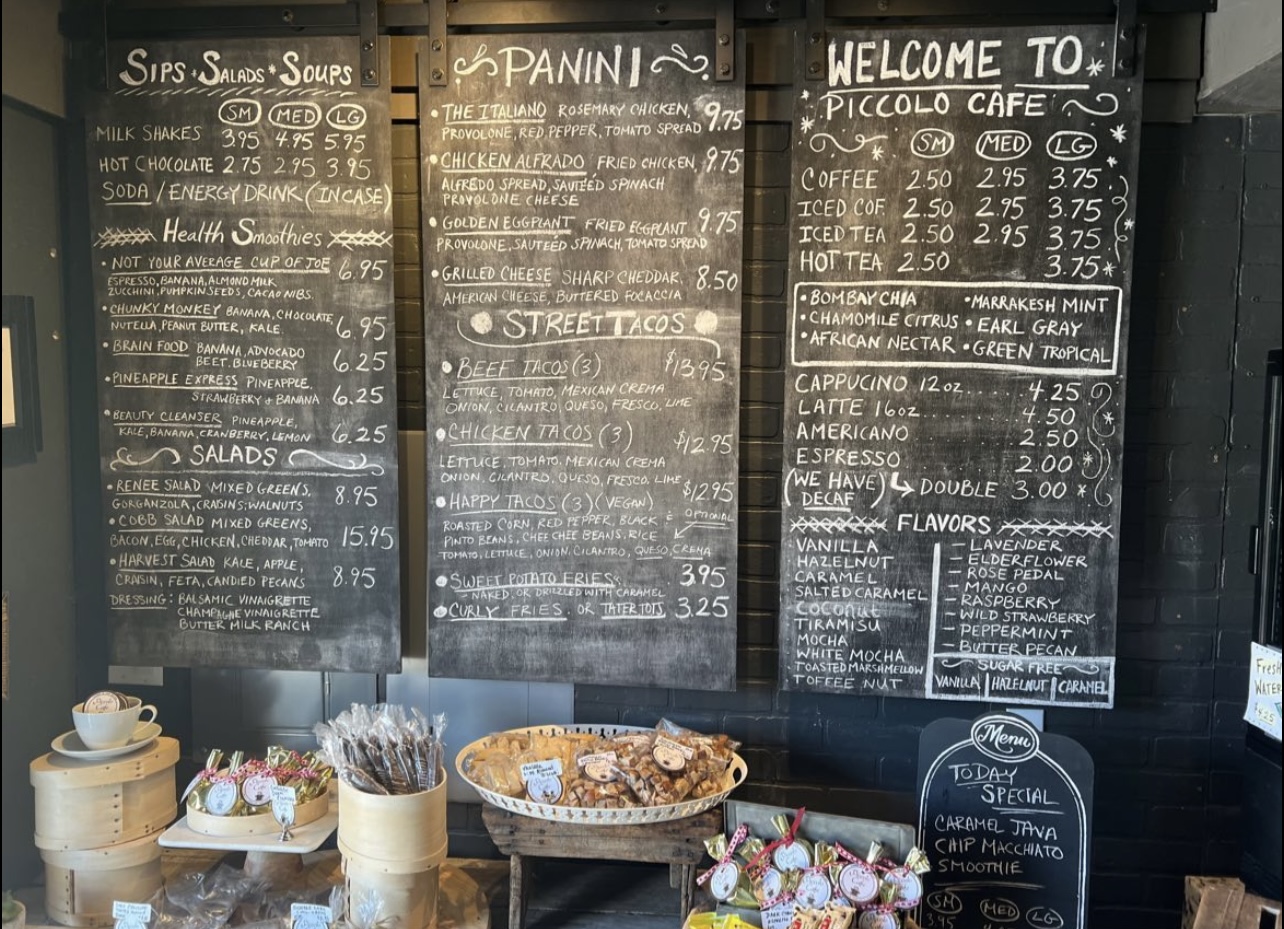 SIPS • SALADS • SOUPS
SM MED LG
MILK SHAKES 3.95 4.95 5.95
HOT CHOCOLATE 2.75 2.95 3.95
SODA / ENERGY DRINK (IN CASE)
Health Smoothies
• NOT YOUR AVERAGE CUP OF JOE 6.95
ESPRESSO, BANANA, ALMOND MILK
ZUCCHINI, PUMPKIN SEEDS, CACAO NIBS.
• CHUNKY MONKEY BANANA, CHOCOLATE,
NUTELLA, PEANUT BUTTER, KALE. 6.95
• BRAIN FOOD BANANA, ADVOCADO
BEET, BLUEBERRY 6.25
• PINEAPPLE EXPRESS PINEAPPLE,
STRAWBERRY + BANANA 6.25
• BEAUTY CLEANSER PINEAPPLE,
KALE, BANANA, CRANBERRY, LEMON 6.25
SALADS
• RENEE SALAD MIXED GREENS, 8.95
GORGANZOLA, CRAISINS, WALNUTS
• COBB SALAD MIXED GREENS,
BACON, EGG, CHICKEN, CHEDDAR, TOMATO 15.95
• HARVEST SALAD KALE, APPLE,
CRAISIN, FETA, CANDIED PECANS 8.95
DRESSING: BALSAMIC VINAIGRETTE
CHAMPAGNE VINAIGRETTE
BUTTER MILK RANCH
PANINI
• THE ITALIANO ROSEMARY CHICKEN, 9.75
PROVOLONE, RED PEPPER, TOMATO SPREAD
• CHICKEN ALFRADO FRIED CHICKEN, 9.75
ALFREDO SPREAD, SAUTEÉD SPINACH
PROVOLONE CHEESE
• GOLDEN EGGPLANT FRIED EGGPLANT 9.75
PROVOLONE, SAUTEED SPINACH, TOMATO SPREAD
• GRILLED CHEESE SHARP CHEDDAR, 8.50
AMERICAN CHEESE, BUTTERED FOCACCIA
STREET TACOS
• BEEF TACOS (3) $13.95
LETTUCE, TOMATO, MEXICAN CREMA
ONION, CILANTRO, QUESO, FRESCO, LIME
• CHICKEN TACOS (3) $12.95
LETTUCE, TOMATO, MEXICAN CREMA
ONION, CILANTRO, QUESO, FRESCO, LIME
• HAPPY TACOS (3) (VEGAN) $12.95
ROASTED CORN, RED PEPPER, BLACK & OPTIONAL
PINTO BEANS, CHEE CHEE BEANS, RICE
TOMATO, LETTUCE, ONION, CILANTRO, QUESO, CREMA
• SWEET POTATO FRIES 3.95
NAKED OR DRIZZLED WITH CARAMEL
• CURLY FRIES. OR TATER TOTS 3.25
WELCOME TO
PICCOLO CAFE
SM MED LG
COFFEE 2.50 2.95 3.75
ICED COF 2.50 2.95 3.75
ICED TEA 2.50 2.95 3.75
HOT TEA 2.50 3.75
• BOMBAY CHIA • MARRAKESH MINT
• CHAMOMILE CITRUS • EARL GRAY
• AFRICAN NECTAR • GREEN TROPICAL
CAPPUCINO 12oz 4.25
LATTE 16oz 4.50
AMERICANO 2.50
ESPRESSO 2.00
(WE HAVE DECAF) DOUBLE 3.00
FLAVORS
VANILLA
HAZELNUT
CARAMEL
SALTED CARAMEL
COCONUT
TIRAMISU
MOCHA
WHITE MOCHA
TOASTED MARSHMELLOW
TOFFEE NUT
– LAVENDER
– ELDERFLOWER
– ROSE PEDAL
– MANGO
– RASPBERRY
– WILD STRAWBERRY
– PEPPERMINT
– BUTTER PECAN
SUGAR FREE
VANILLA | HAZELNUT | CARAMEL
Menu
TODAY
SPECIAL
CARAMEL JAVA
CHIP MACCHIATO
SMOOTHIE
SM MED LG
3.95
Fresh
WATER